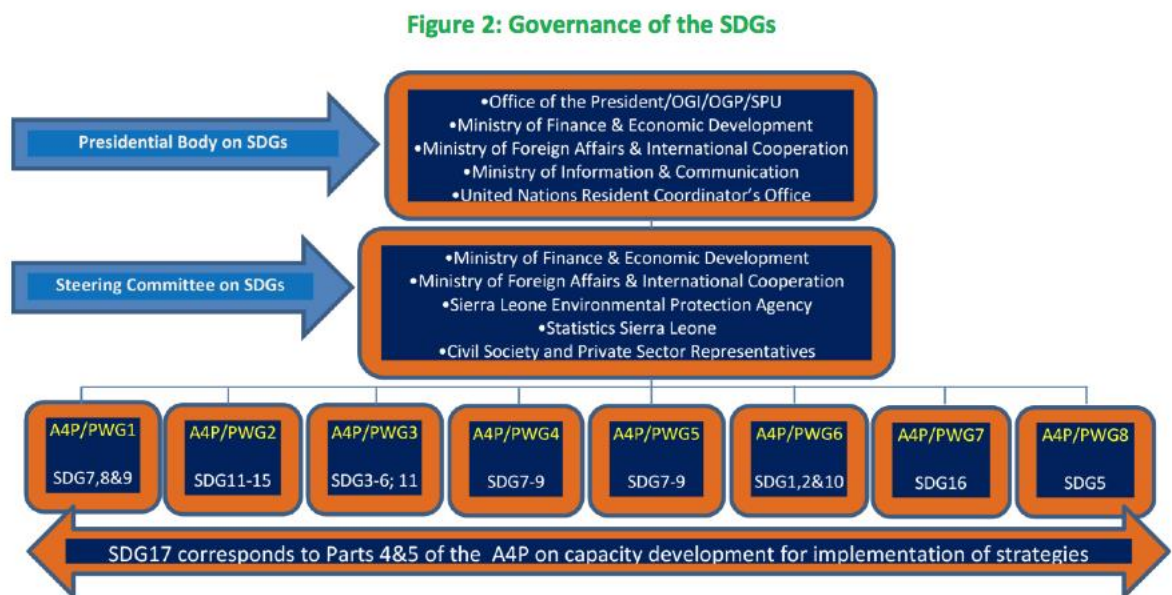 Figure 2: Governance of the SDGs
Presidential Body on SDGs
•Office of the President/OGI/OGP/SPU
•Ministry of Finance & Economic Development
•Ministry of Foreign Affairs & International Cooperation
•Ministry of Information & Communication
•United Nations Resident Coordinator's Office
Steering Committee on SDGs
•Ministry of Finance & Economic Development
•Ministry of Foreign Affairs & International Cooperation
•Sierra Leone Environmental Protection Agency
•Statistics Sierra Leone
•Civil Society and Private Sector Representatives
A4P/PWG1
SDG7,8&9
A4P/PWG2
SDG11-15
A4P/PWG3
SDG3-6; 11
A4P/PWG4
SDG7-9
A4P/PWG5
SDG7-9
A4P/PWG6
SDG1,2&10
A4P/PWG7
SDG16
A4P/PWG8
SDG5
SDG17 corresponds to Parts 4&5 of the A4P on capacity development for implementation of strategies